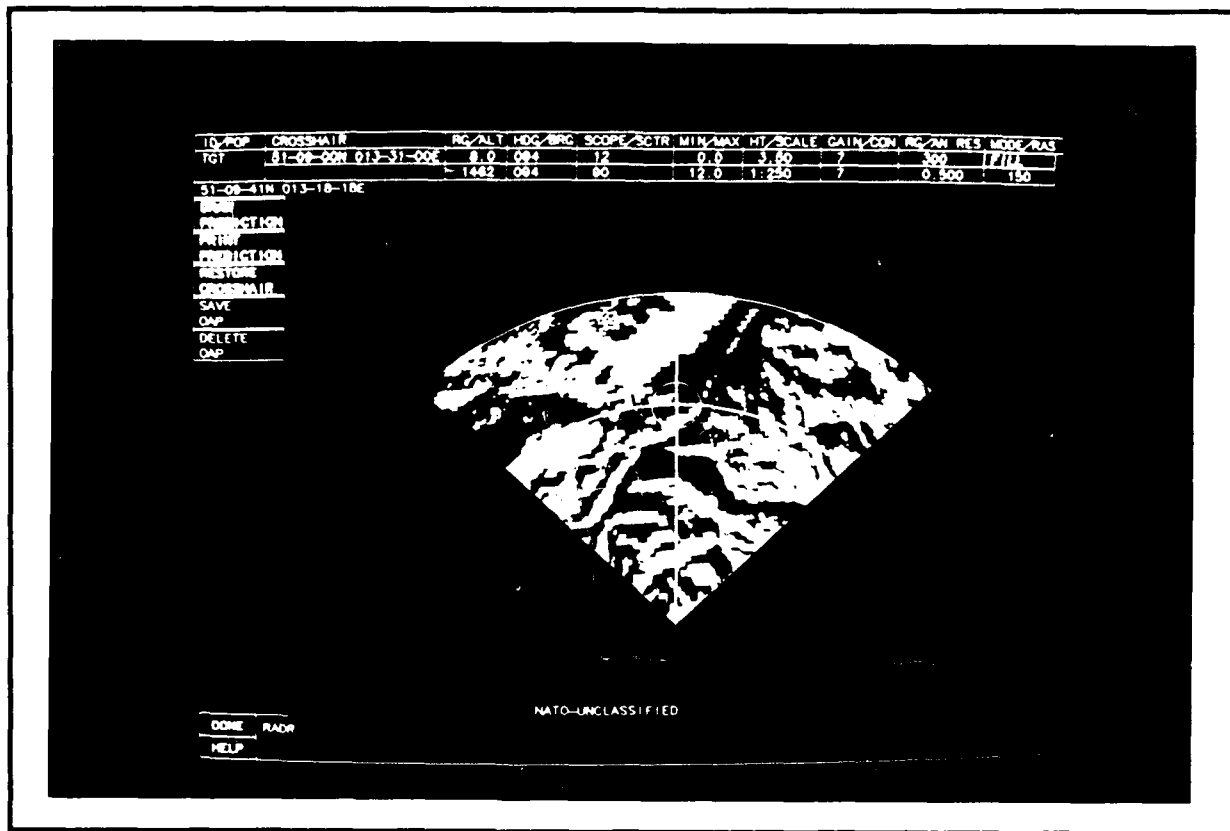 ID/POP CROSSHAIR RG/ALT HDG/BRG SCOPE/SCTR MIN/MAX HT/SCALE GAIN/CON RG/AN RES MODE/RAS
TGT 51-09-00N 013-31-00E 8.0 094 12 0.0 3.60 7 300 FILL
1462 094 90 12.0 1:250 7 0.500 150
51-09-41N 013-18-18E
PREDICTION
PRINT
PREDICTION
RESTORE
CROSSHAIR
SAVE
OAP
DELETE
OAP
NATO-UNCLASSIFIED
DONE RADR
HELP